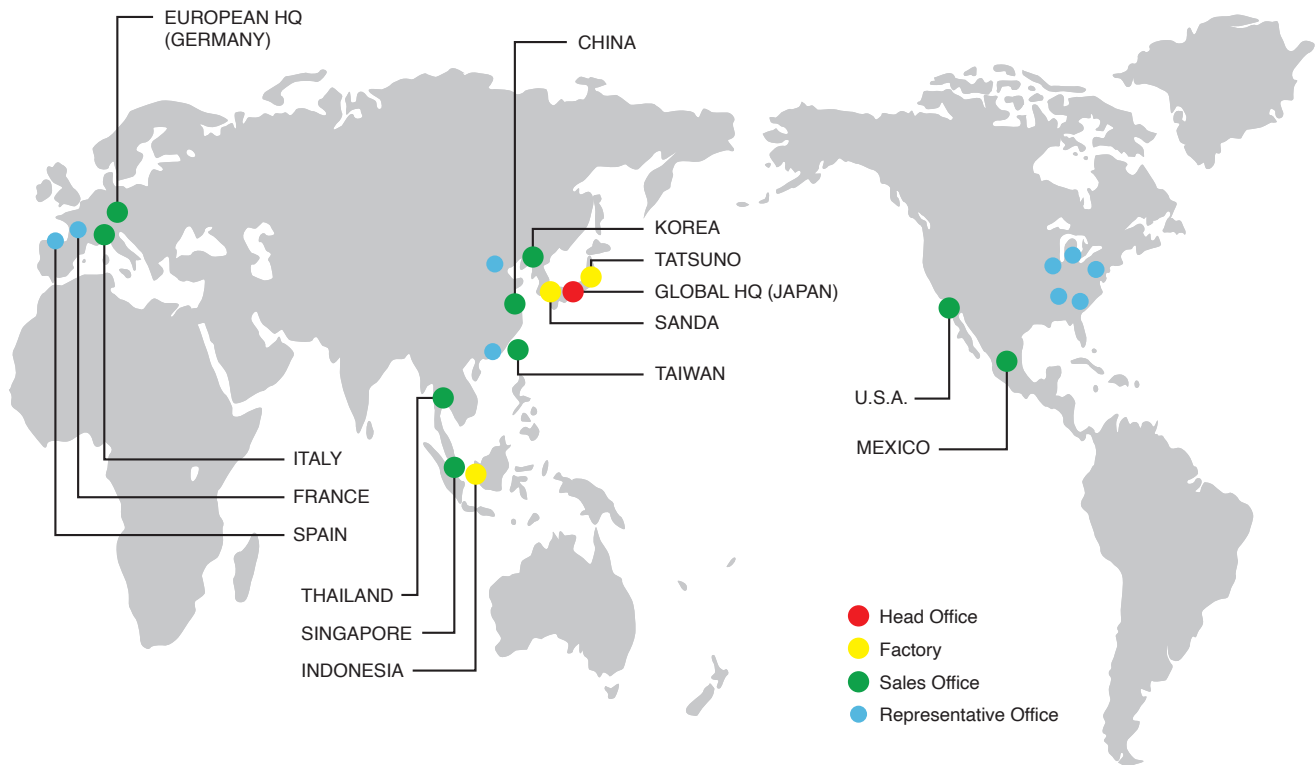 EUROPEAN HQ
(GERMANY)
CHINA
KOREA
TATSUNO
GLOBAL HQ (JAPAN)
SANDA
TAIWAN
U.S.A.
MEXICO
ITALY
FRANCE
SPAIN
THAILAND
SINGAPORE
INDONESIA
Head Office
Factory
Sales Office
Representative Office